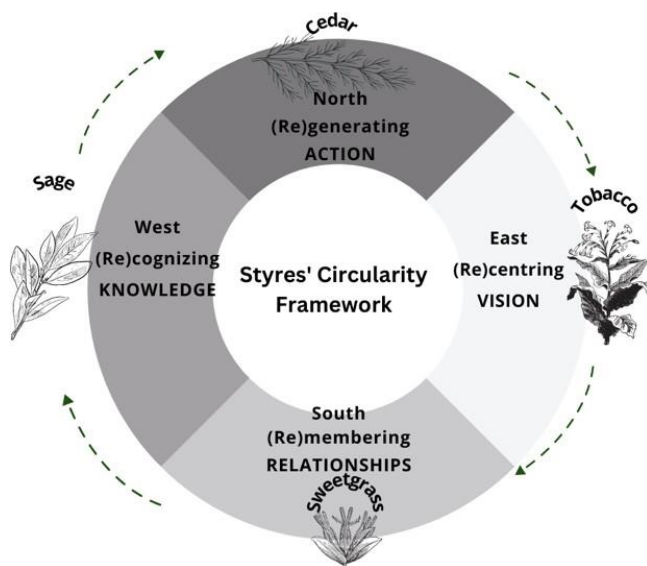 Cedar
North
(Re)generating
ACTION
Sage
West
(Re)cognizing
KNOWLEDGE
Styres' Circularity
Framework
Tobacco
East
(Re)centring
VISION
South
(Re)membering
RELATIONSHIPS
Sweetgrass